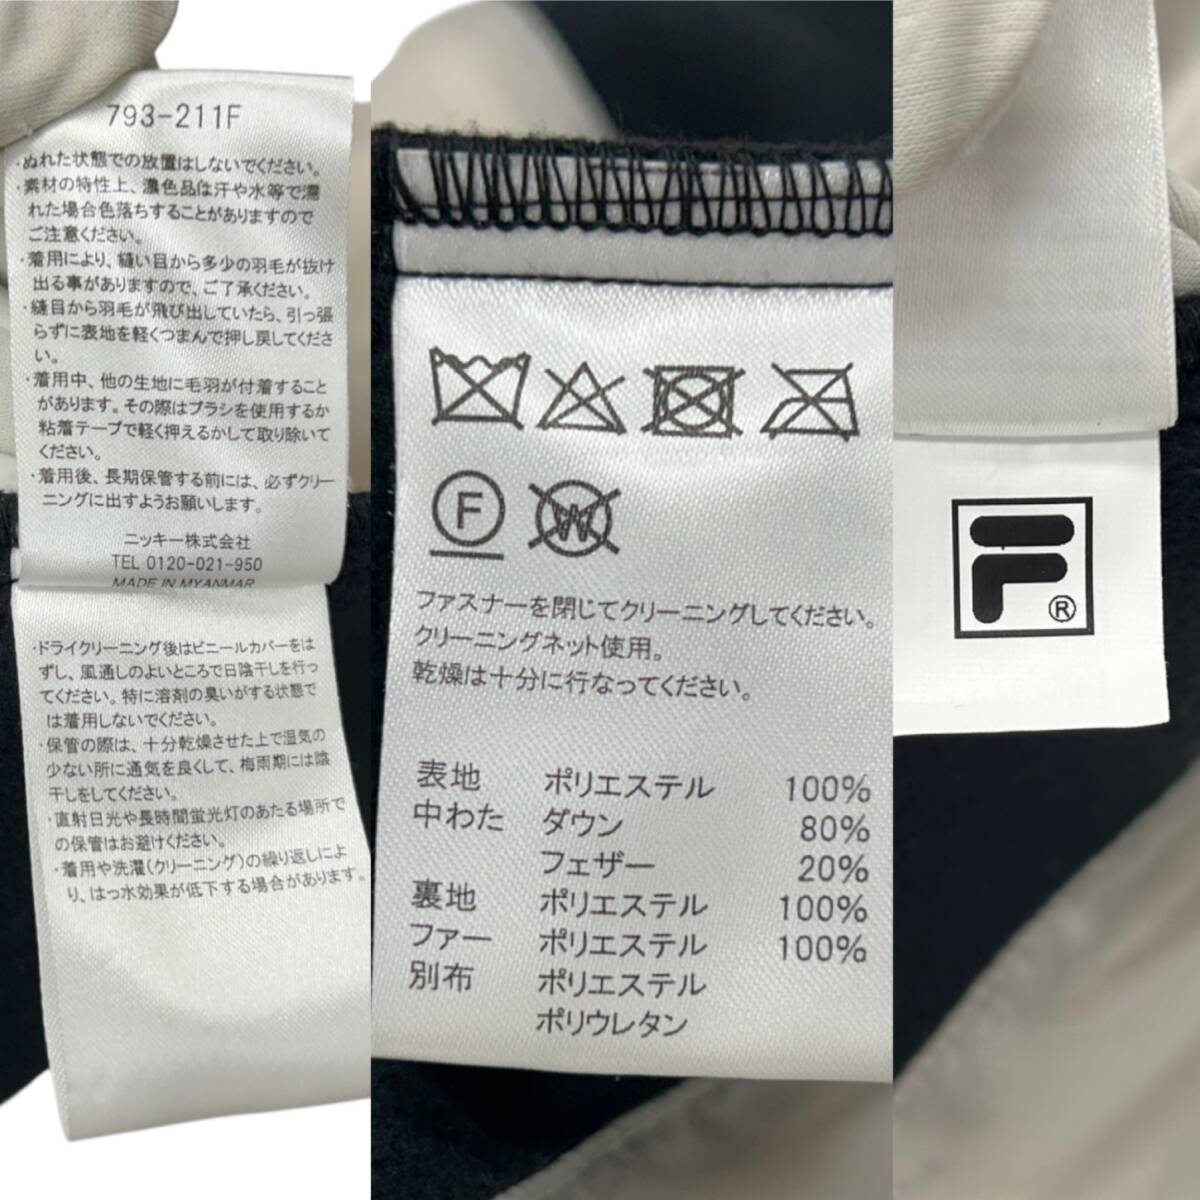 793-211F
・ぬれた状態での放置はしないでください。
・素材の特性上、濃色品は汗や水等で濡
れた場合色落ちすることがありますので
ご注意ください。
・着用により、縫い目から多少の羽毛が抜け
出る事がありますので、ご了承ください。
・縫目から羽毛が飛び出していたら、引っ張
らずに表地を軽くつまんで押し戻してくださ
い。
・着用中、他の生地に毛羽が付着すること
があります。その際はブラシを使用するか
粘着テープで軽く押えるかして取り除いて
ください。
・着用後、長期保管する前には、必ずクリー
ニングに出すようお願いします。
ニッキー株式会社
TEL 0120-021-950
MADE IN MYANMAR
・ドライクリーニング後はビニールカバーをは
ずし、風通しのよいところで日陰干しを行っ
てください。特に溶剤の臭いがする状態で
は着用しないでください。
・保管の際は、十分乾燥させた上で湿気の
少ない所に通気を良くして、梅雨期には陰
干しをしてください。
・直射日光や長時間蛍光灯のあたる場所で
の保管はお避けください。
・着用や洗濯(クリーニング)の繰り返しによ
り、はっ水効果が低下する場合があります。
F W
ファスナーを閉じてクリーニングしてください。
クリーニングネット使用。
乾燥は十分に行なってください。
表地 ポリエステル 100%
中わた ダウン 80%
フェザー 20%
裏地 ポリエステル 100%
ファー ポリエステル 100%
別布 ポリエステル
ポリウレタン
F®